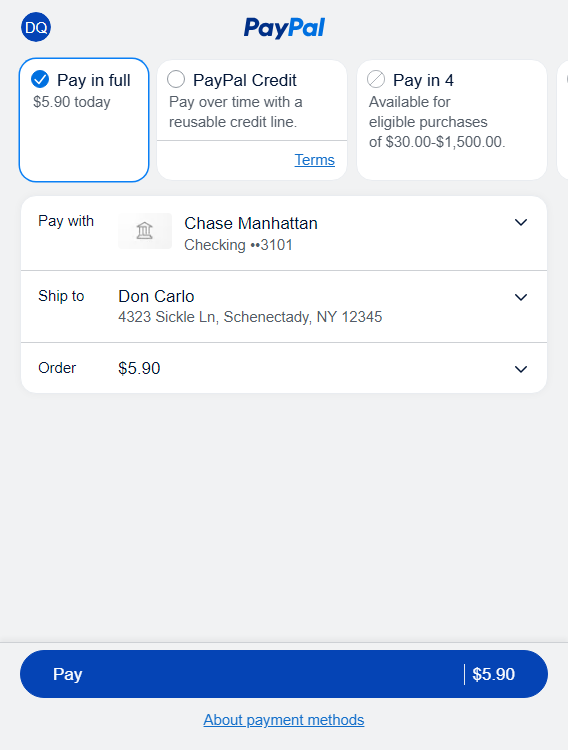 DQ
PayPal
Pay in full
$5.90 today
PayPal Credit
Pay over time with a
reusable credit line.
Terms
Pay in 4
Available for
eligible purchases
of $30.00-$1,500.00.
Pay with
Chase Manhattan
Checking ••3101
Ship to
Don Carlo
4323 Sickle Ln, Schenectady, NY 12345
Order
$5.90
Pay
$5.90
About payment methods